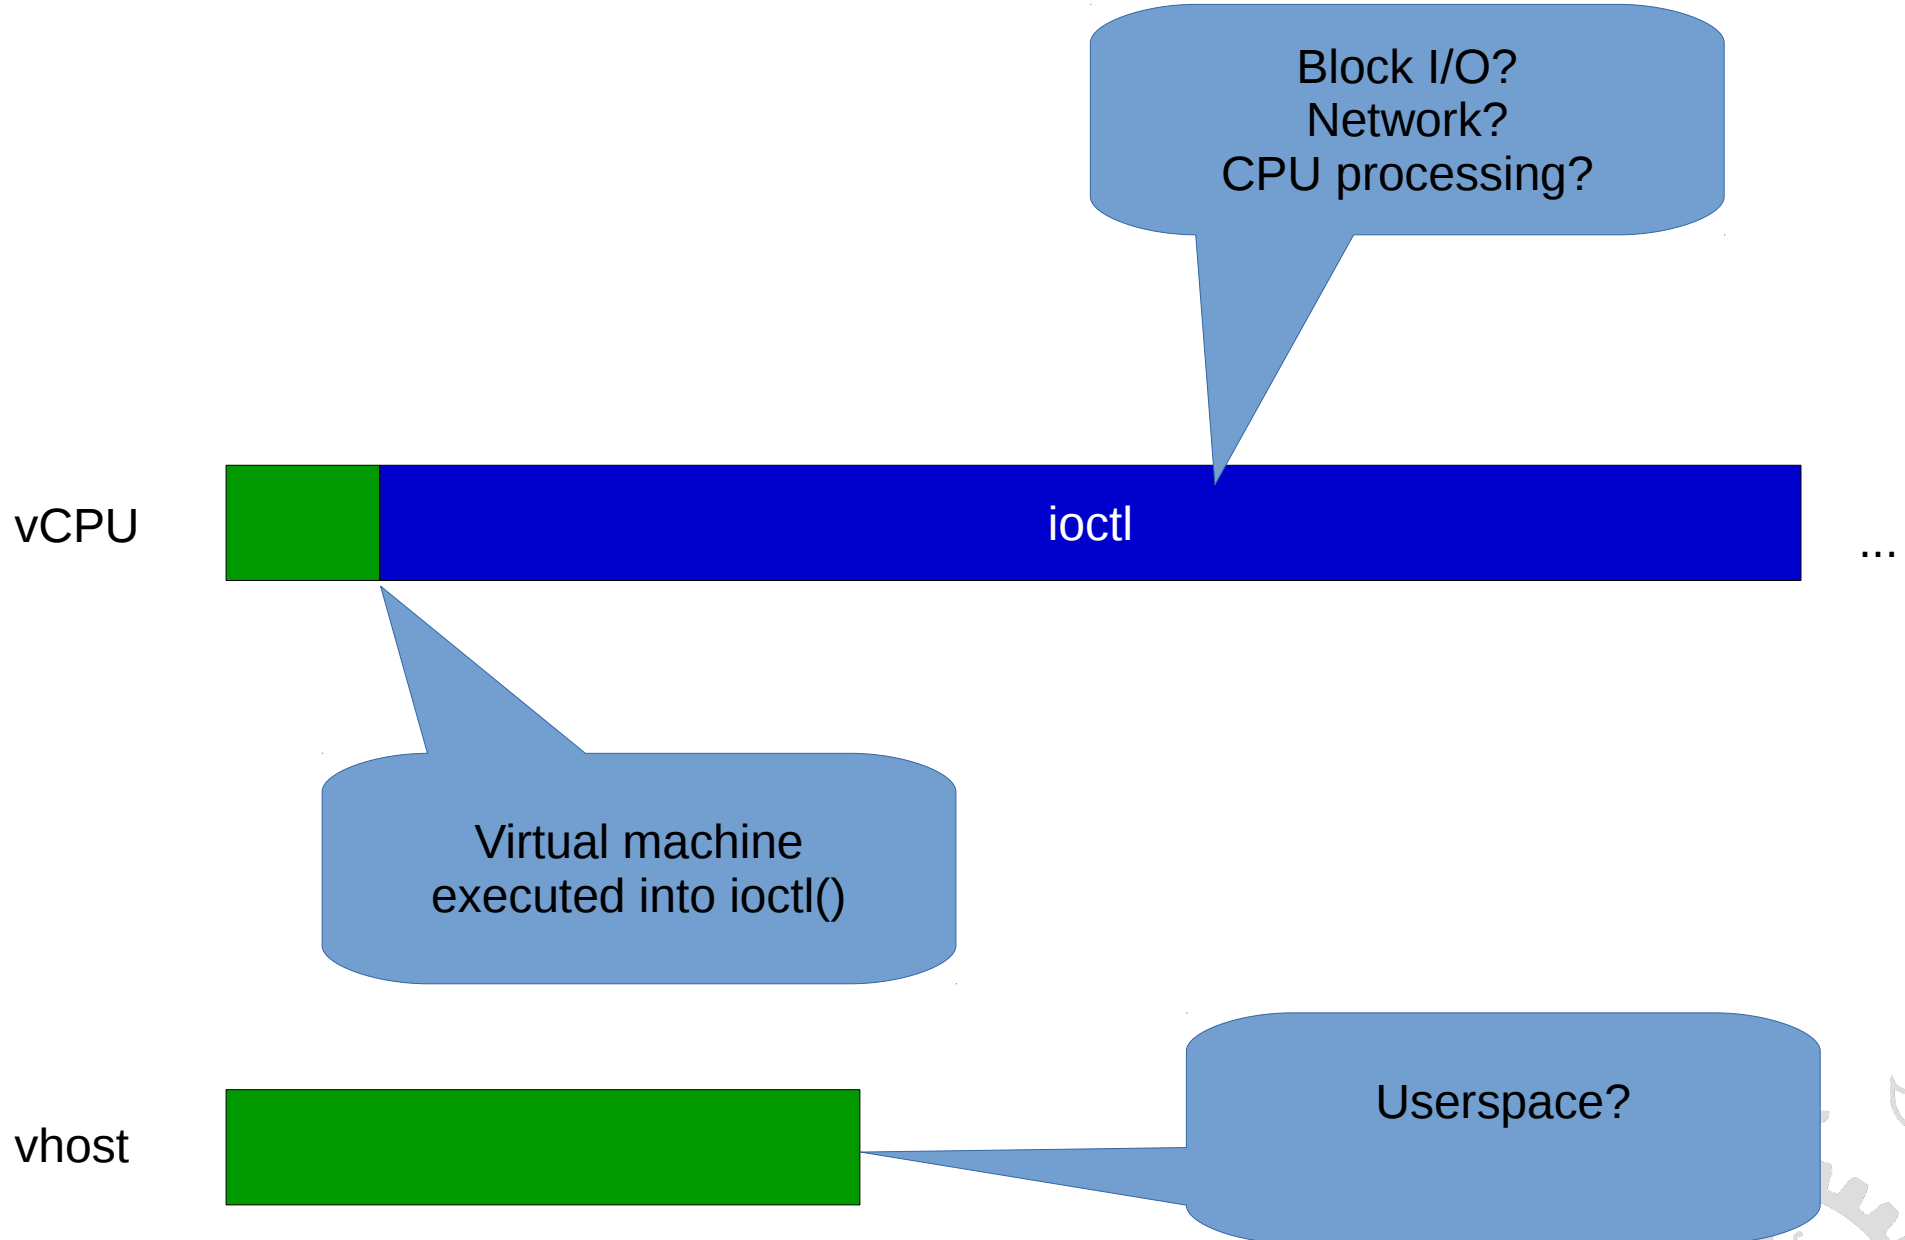 Block I/O?
Network?
CPU processing?
vCPU
ioctl
...
Virtual machine
executed into ioctl()
Userspace?
vhost